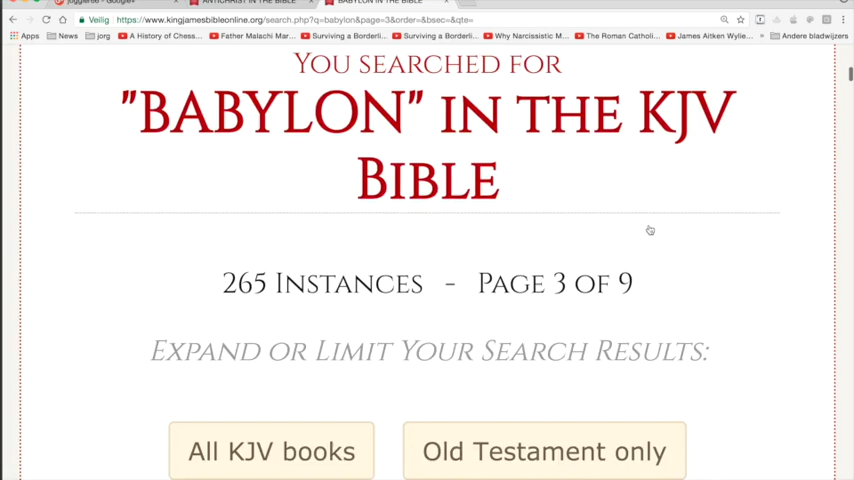 joggler66 - Google+
ANTICHRIST IN THE BIBLE
BABYLON IN THE BIBLE
Veilig
https://www.kingjamesbibleonline.org/search.php?q=babylon&page=3&order=&bsec=&qte=
Apps
News
jorg
A History of Chess...
Father Malachi Mar...
Surviving a Borderli...
Surviving a Borderli...
Why Narcissistic M...
The Roman Catholi...
James Aitken Wylie...
»
Andere bladwijzers
You searched for
"BABYLON" in the KJV
Bible
265 Instances - Page 3 of 9
Expand or Limit Your Search Results:
All KJV books
Old Testament only